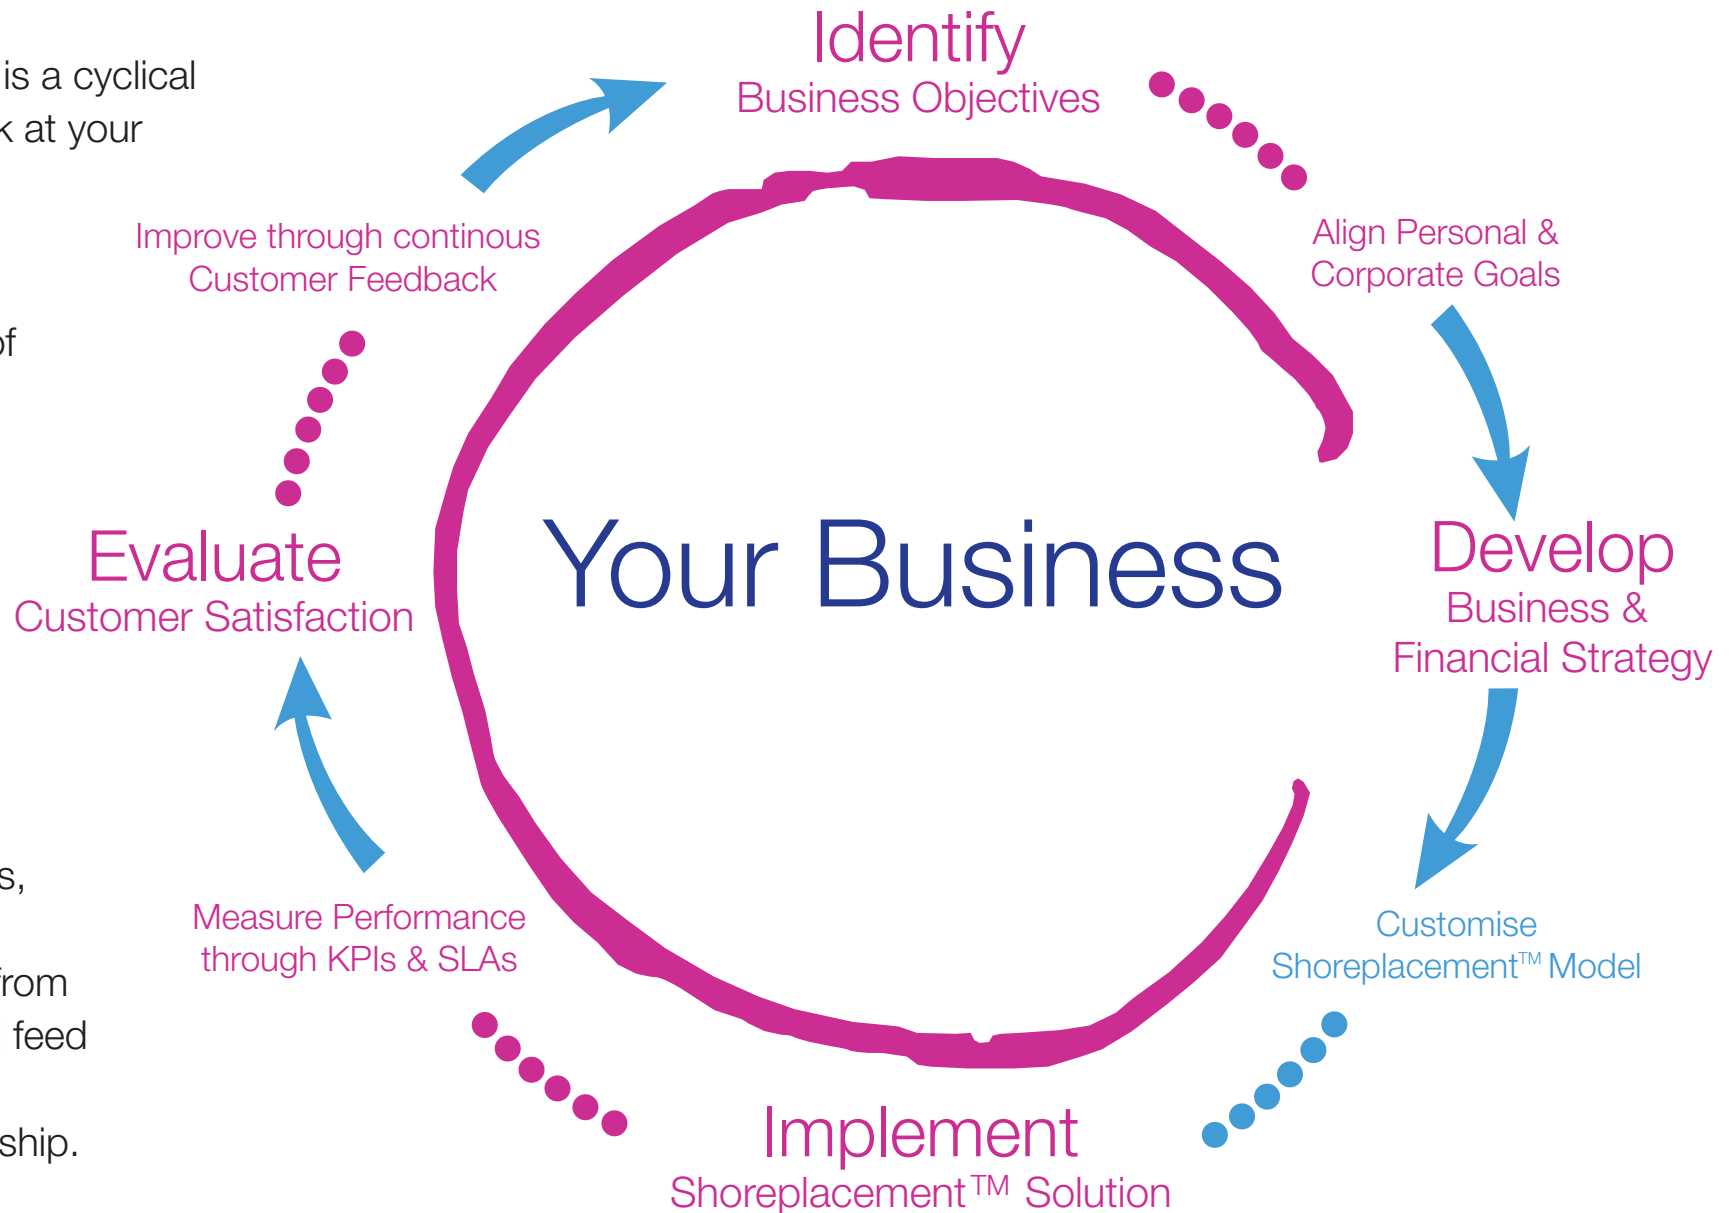 is a cyclical
at your
of
from
feed
Identify
Business Objectives
Align Personal &
Corporate Goals
Develop
Business &
Financial Strategy
Customise
Shoreplacement™ Model
Implement
Shoreplacement™ Solution
Measure Performance
through KPIs & SLAs
Evaluate
Customer Satisfaction
Improve through continous
Customer Feedback
Your Business